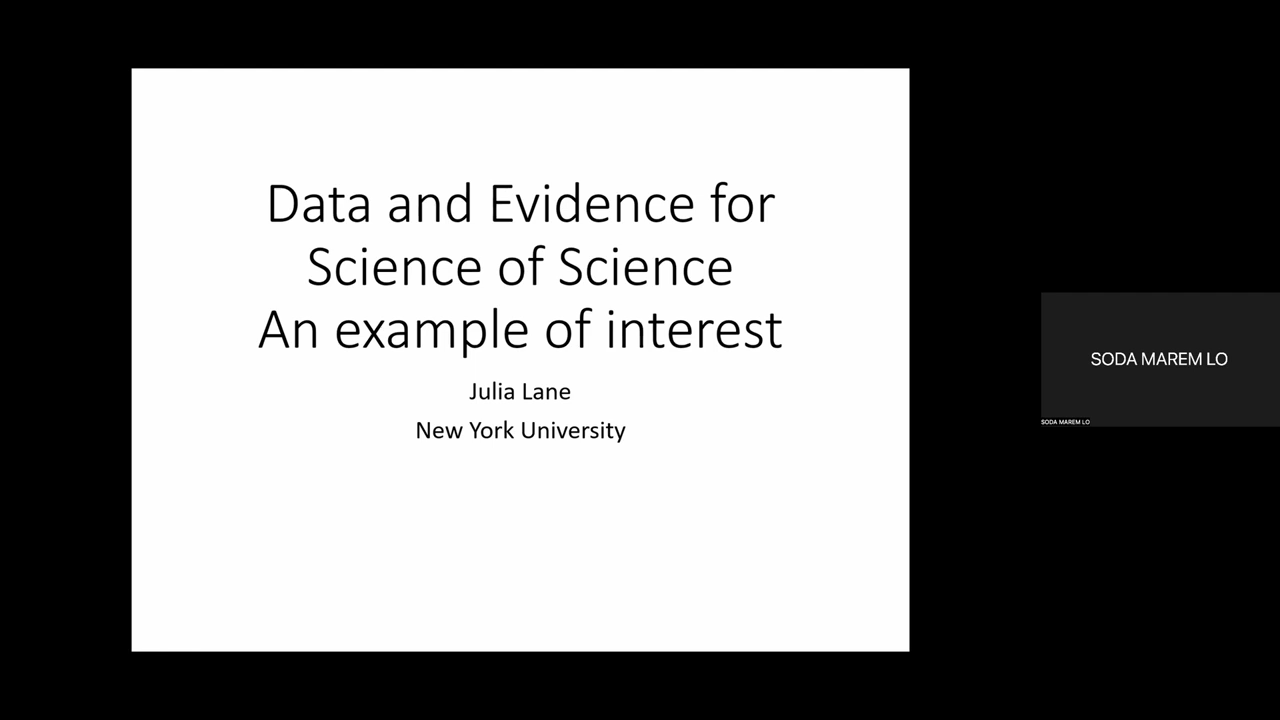 Data and Evidence for
Science of Science
An example of interest
Julia Lane
New York University
SODA MAREM LO
SODA MAREM LO